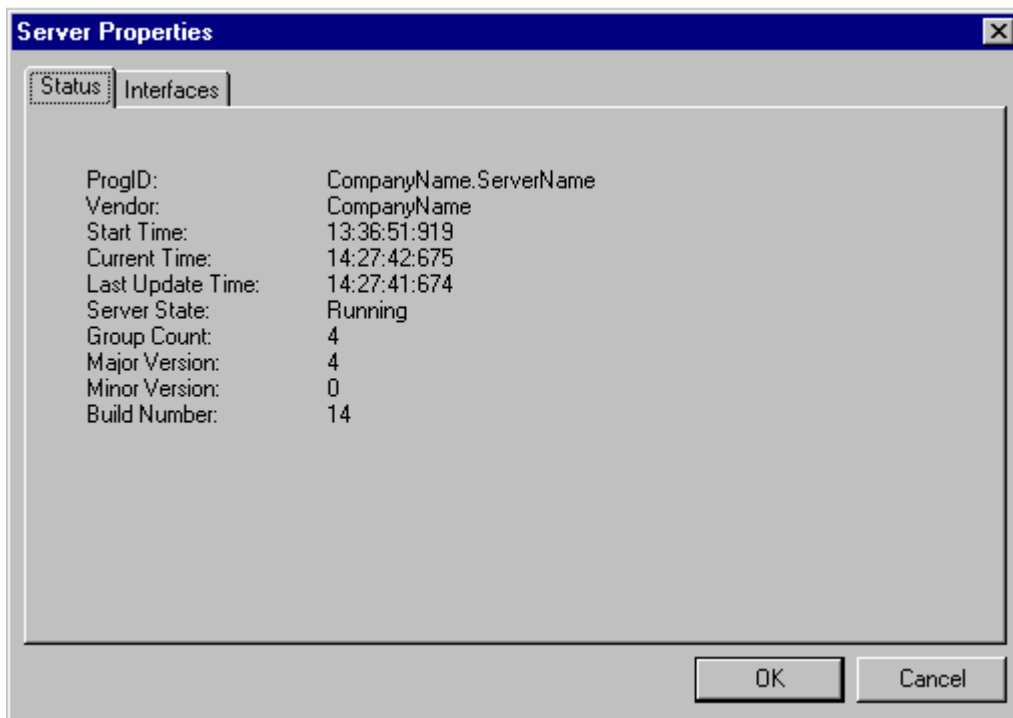 Server Properties
Status Interfaces
ProgID: CompanyName.ServerName
Vendor: CompanyName
Start Time: 13:36:51:919
Current Time: 14:27:42:675
Last Update Time: 14:27:41:674
Server State: Running
Group Count: 4
Major Version: 4
Minor Version: 0
Build Number: 14
OK Cancel